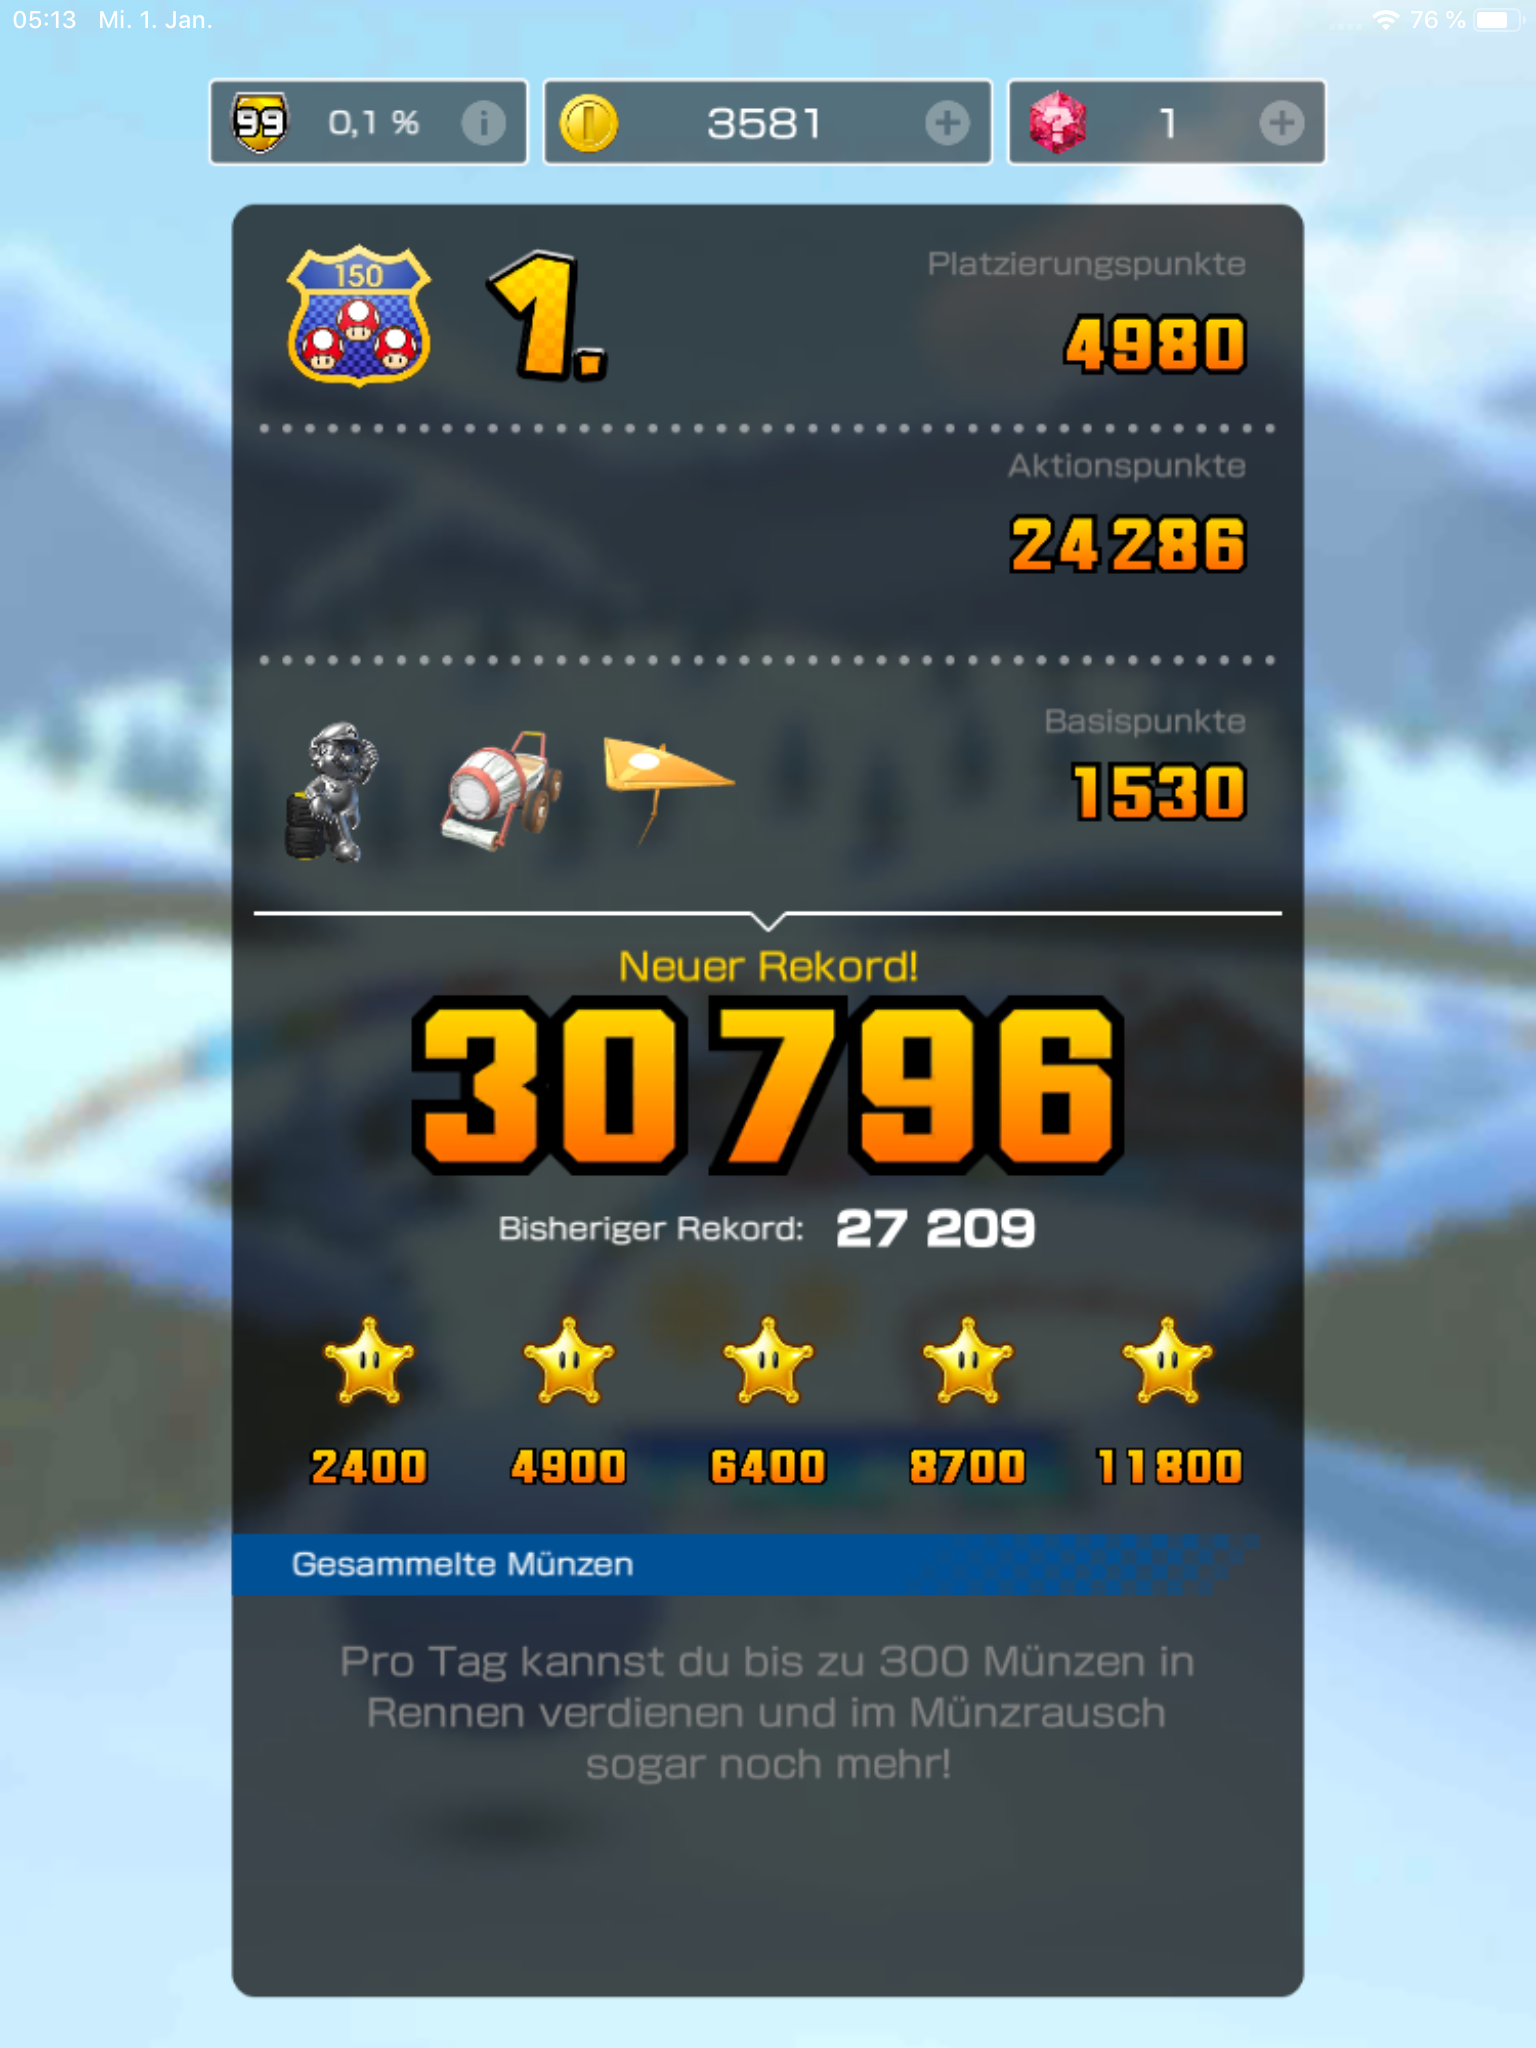 05:13 Mi. 1. Jan. 76 %
99 0,1 % i 3581 + ? 1 +
150 1. Platzierungspunkte
4980
Aktionspunkte
24 286
Basispunkte
1530
Neuer Rekord!
30 796
Bisheriger Rekord: 27 209
2400 4900 6400 8700 11800
Gesammelte Münzen
Pro Tag kannst du bis zu 300 Münzen in
Rennen verdienen und im Münzrausch
sogar noch mehr!